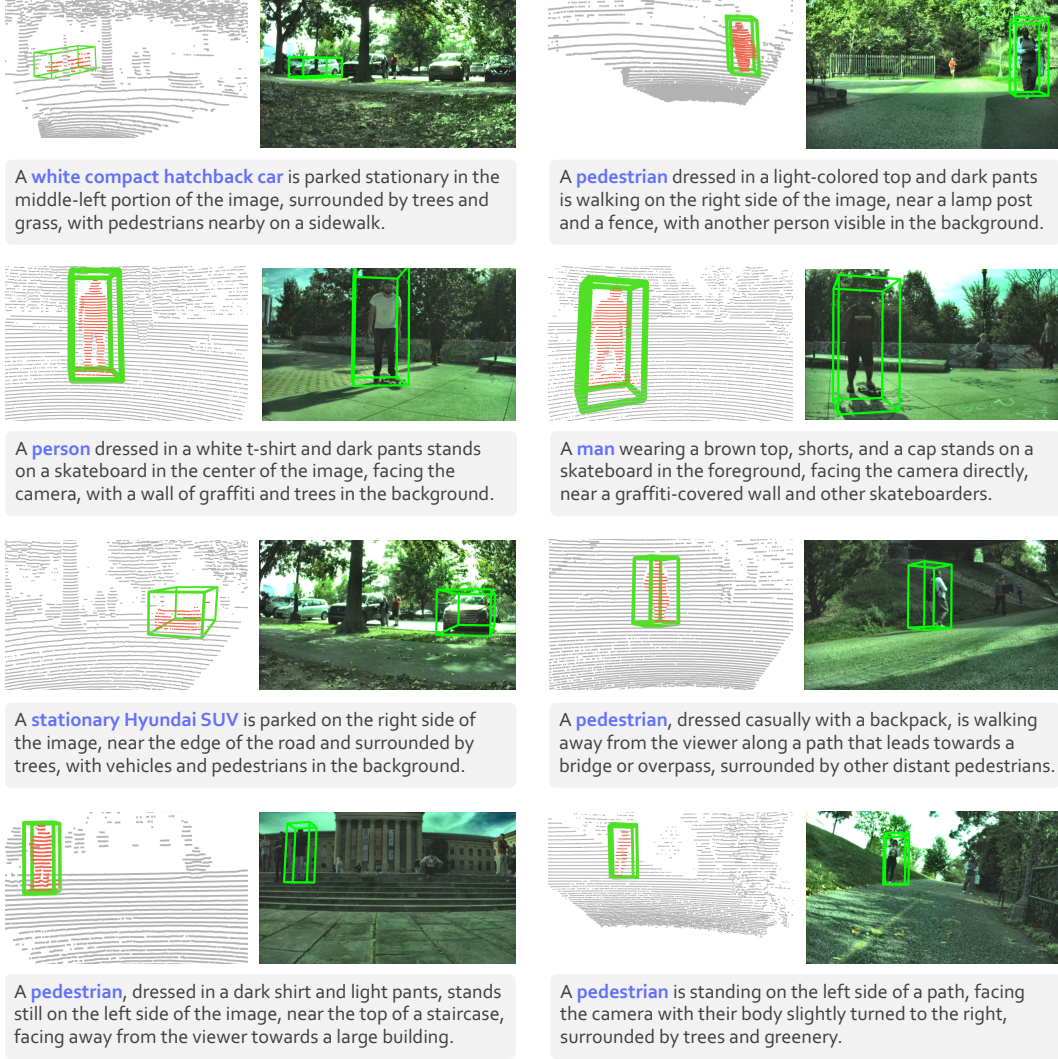 A white compact hatchback car is parked stationary in the
middle-left portion of the image, surrounded by trees and
grass, with pedestrians nearby on a sidewalk.
A pedestrian dressed in a light-colored top and dark pants
is walking on the right side of the image, near a lamp post
and a fence, with another person visible in the background.
A person dressed in a white t-shirt and dark pants stands
on a skateboard in the center of the image, facing the
camera, with a wall of graffiti and trees in the background.
A man wearing a brown top, shorts, and a cap stands on a
skateboard in the foreground, facing the camera directly,
near a graffiti-covered wall and other skateboarders.
A stationary Hyundai SUV is parked on the right side of
the image, near the edge of the road and surrounded by
trees, with vehicles and pedestrians in the background.
A pedestrian, dressed casually with a backpack, is walking
away from the viewer along a path that leads towards a
bridge or overpass, surrounded by other distant pedestrians.
A pedestrian, dressed in a dark shirt and light pants, stands
still on the left side of the image, near the top of a staircase,
facing away from the viewer towards a large building.
A pedestrian is standing on the left side of a path, facing
the camera with their body slightly turned to the right,
surrounded by trees and greenery.